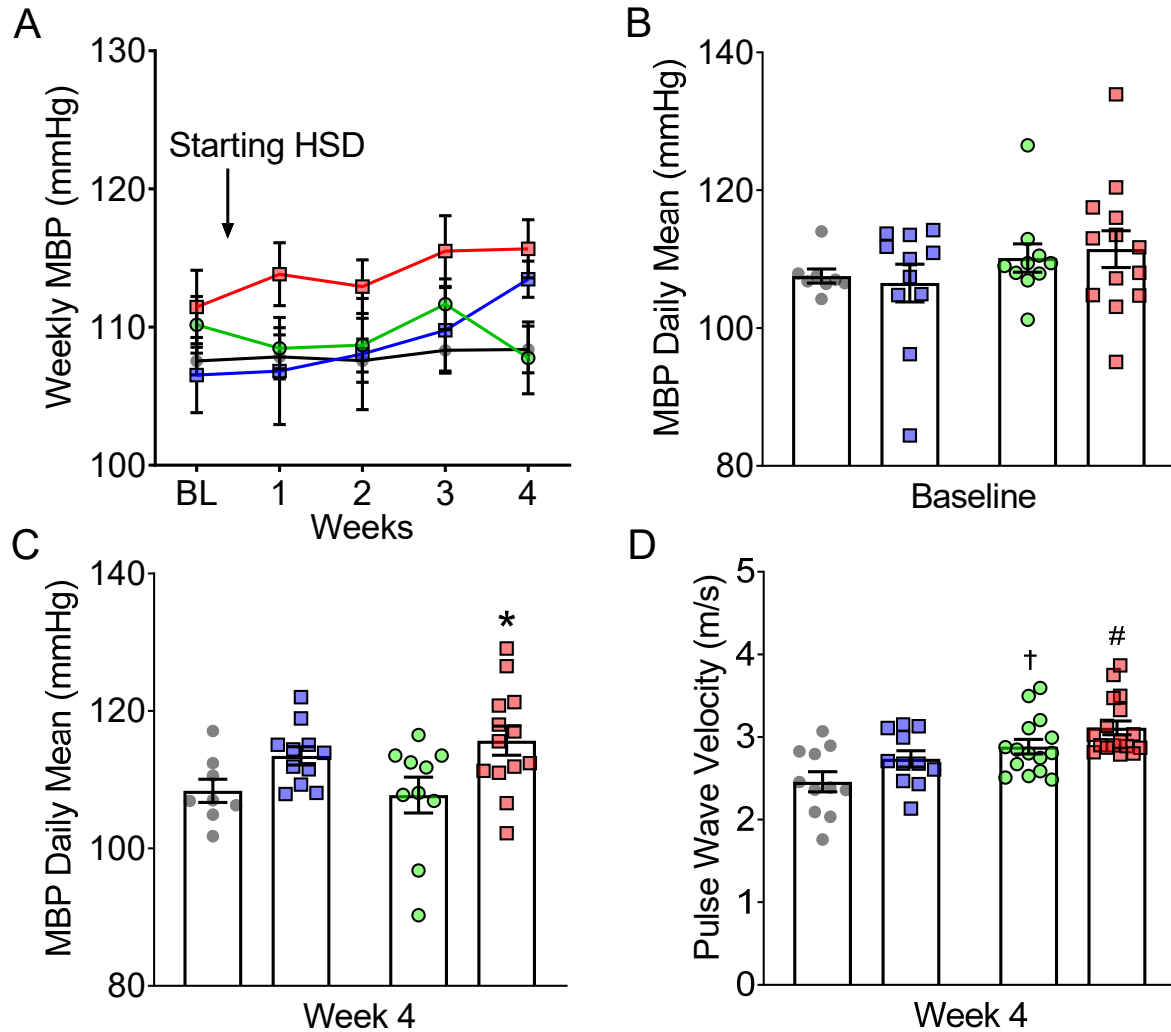 A
Weekly MBP (mmHg)
130
120
110
100
Starting HSD
BL 1 2 3 4
Weeks
B
MBP Daily Mean (mmHg)
140
120
100
80
Baseline
C
MBP Daily Mean (mmHg)
140
120
100
80
*
Week 4
D
Pulse Wave Velocity (m/s)
5
4
3
2
1
0
† #
Week 4